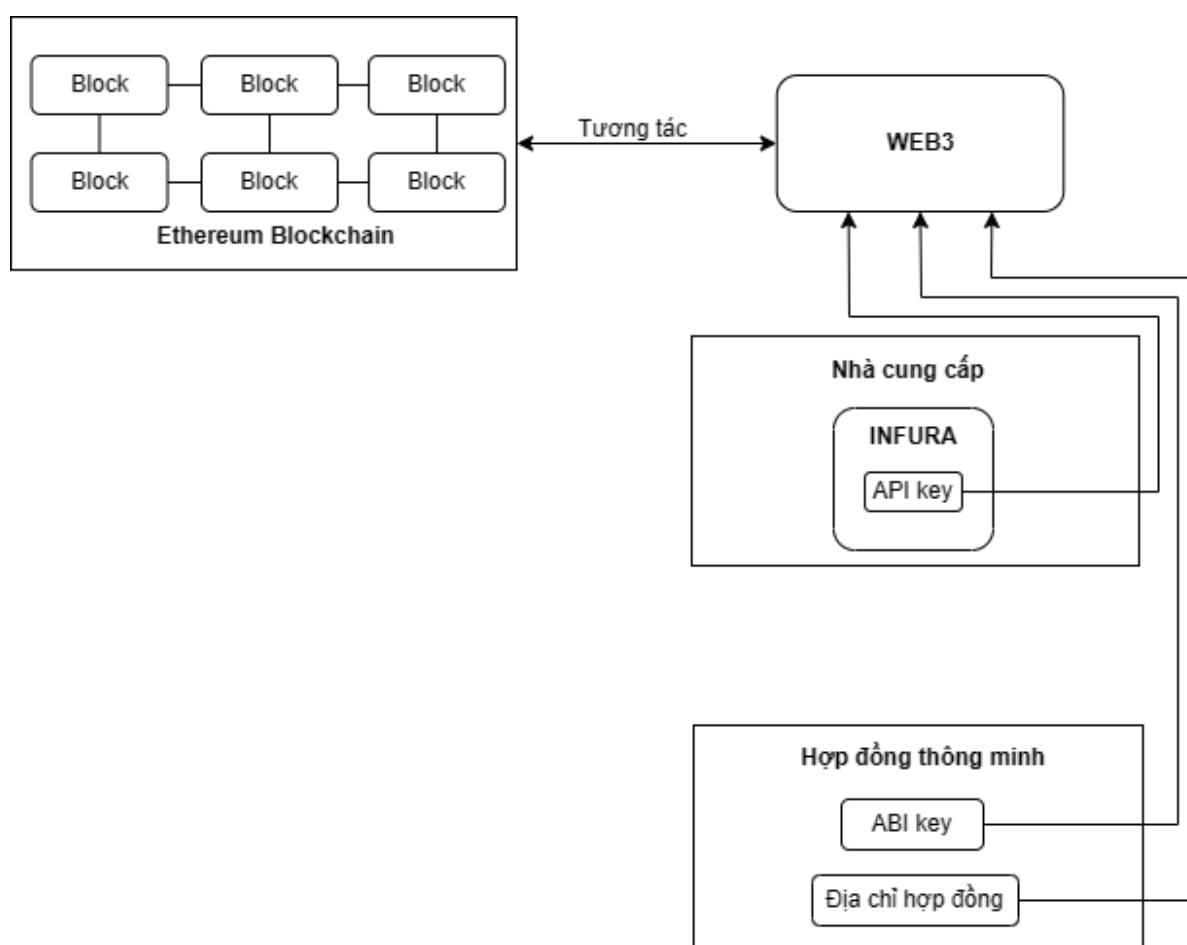 Block
Block
Block
Block
Block
Block
Ethereum Blockchain
Tương tác
WEB3
Nhà cung cấp
INFURA
API key
Hợp đồng thông minh
ABI key
Địa chỉ hợp đồng